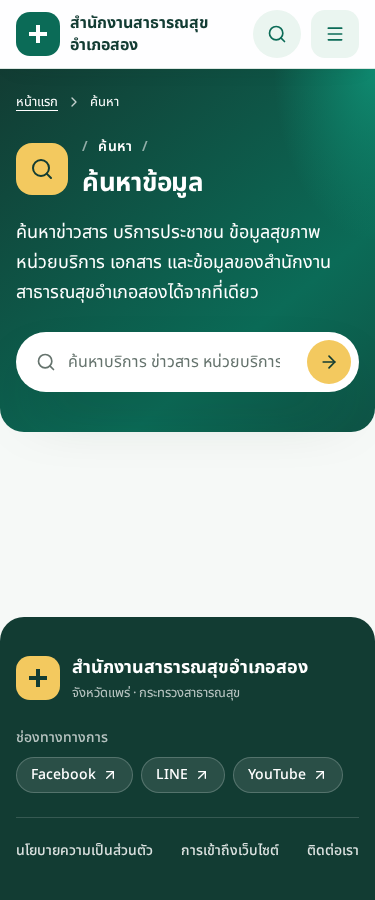 สำนักงานสาธารณสุข
อำเภอสอง
หน้าแรก > ค้นหา
/ ค้นหา /
ค้นหาข้อมูล
ค้นหาข่าวสาร บริการประชาชน ข้อมูลสุขภาพ
หน่วยบริการ เอกสาร และข้อมูลของสำนักงาน
สาธารณสุขอำเภอสองได้จากที่เดียว
ค้นหาบริการ ข่าวสาร หน่วยบริการ
สำนักงานสาธารณสุขอำเภอสอง
จังหวัดแพร่ · กระทรวงสาธารณสุข
ช่องทางทางการ
Facebook LINE YouTube
นโยบายความเป็นส่วนตัว การเข้าถึงเว็บไซต์ ติดต่อเรา